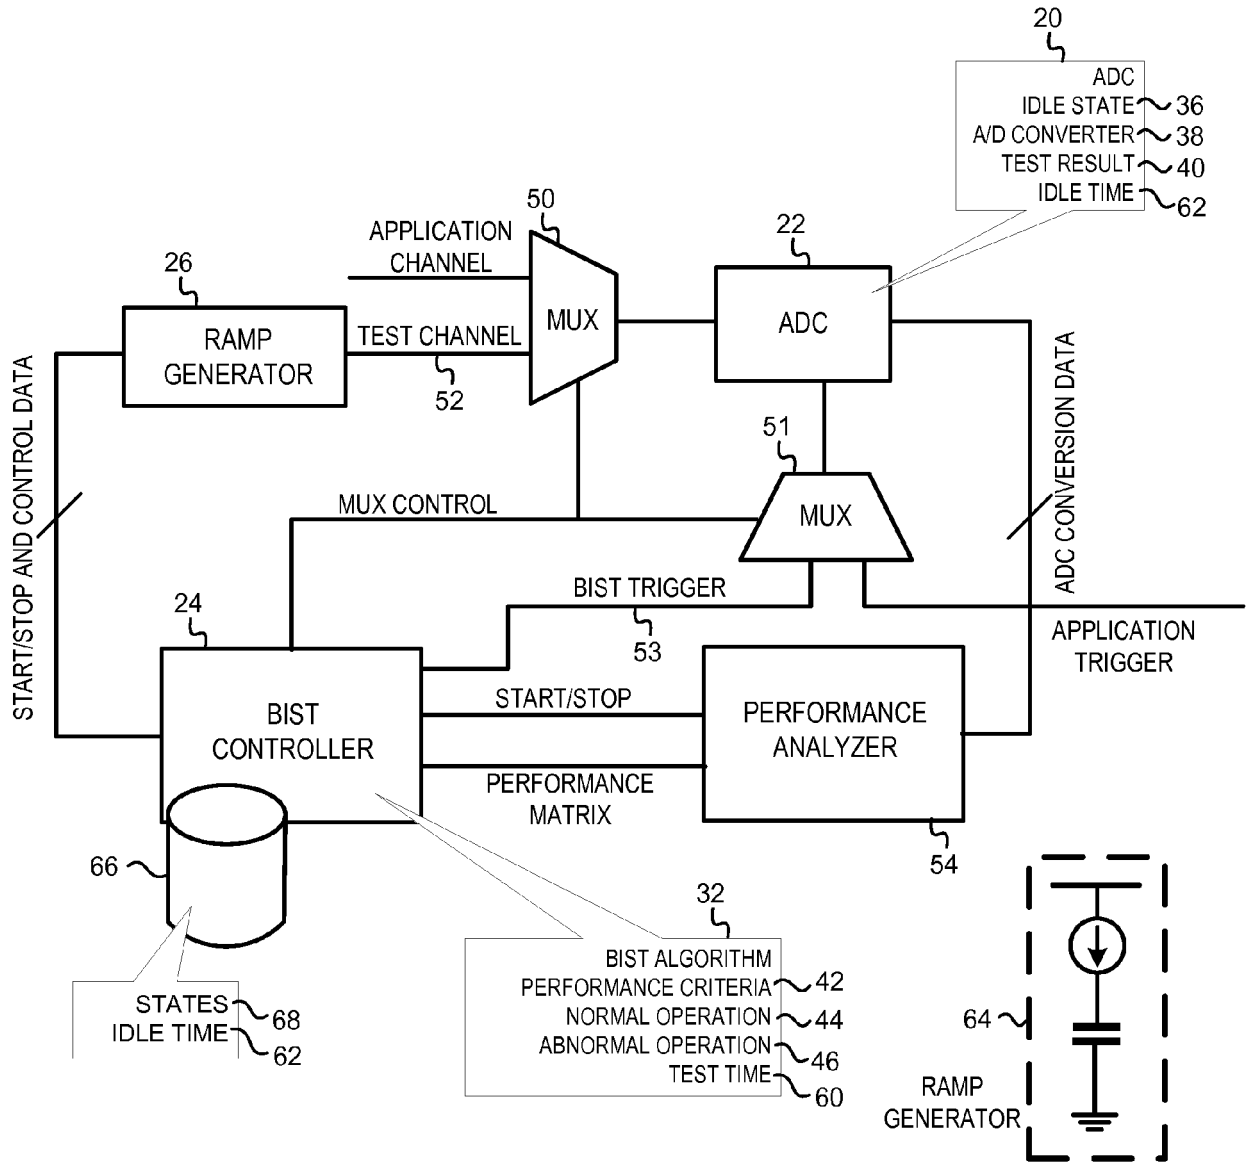 20
ADC
IDLE STATE 36
A/D CONVERTER 38
TEST RESULT 40
IDLE TIME 62
50
APPLICATION
CHANNEL
22
26
MUX
ADC
RAMP
GENERATOR
TEST CHANNEL
52
START/STOP AND CONTROL DATA
ADC CONVERSION DATA
51
MUX CONTROL
MUX
BIST TRIGGER
53
24
APPLICATION
TRIGGER
BIST
CONTROLLER
START/STOP
PERFORMANCE
ANALYZER
PERFORMANCE
MATRIX
54
66
32
BIST ALGORITHM
PERFORMANCE CRITERIA 42
NORMAL OPERATION 44
ABNORMAL OPERATION 46
TEST TIME 60
STATES 68
IDLE TIME 62
64
RAMP
GENERATOR